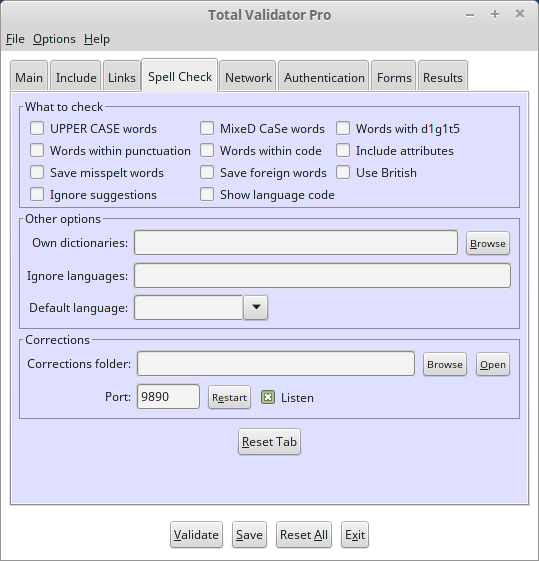 Total Validator Pro
File Options Help
Main Include Links Spell Check Network Authentication Forms Results
What to check
UPPER CASE words MixeD CaSe words Words with d1g1t5
Words within punctuation Words within code Include attributes
Save misspelt words Save foreign words Use British
Ignore suggestions Show language code
Other options
Own dictionaries: Browse
Ignore languages:
Default language:
Corrections
Corrections folder: Browse Open
Port: 9890 Restart Listen
Reset Tab
Validate Save Reset All Exit